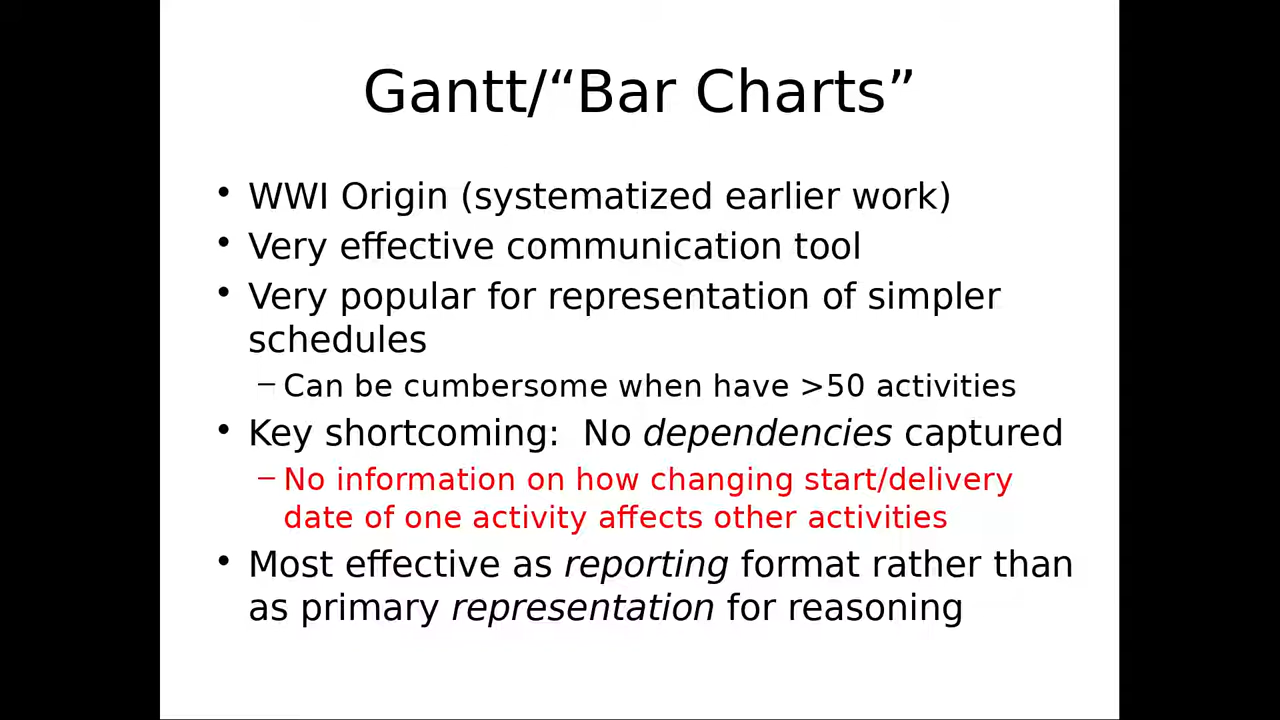 Gantt/“Bar Charts”
• WWI Origin (systematized earlier work)
• Very effective communication tool
• Very popular for representation of simpler
schedules
– Can be cumbersome when have >50 activities
• Key shortcoming:  No dependencies captured
– No information on how changing start/delivery
date of one activity affects other activities
• Most effective as reporting format rather than
as primary representation for reasoning